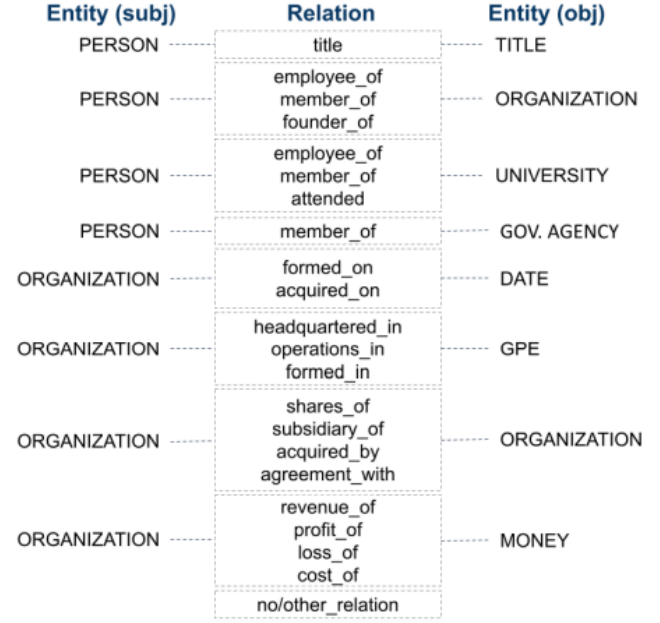 Entity (subj) Relation Entity (obj)
PERSON title TITLE
employee_of
PERSON member_of ORGANIZATION
founder_of
employee_of
PERSON member_of UNIVERSITY
attended
PERSON member_of GOV. AGENCY
formed_on
ORGANIZATION DATE
acquired_on
headquartered_in
ORGANIZATION operations_in GPE
formed_in
shares_of
subsidiary_of
ORGANIZATION ORGANIZATION
acquired_by
agreement_with
revenue_of
profit_of
ORGANIZATION MONEY
loss_of
cost_of
no/other_relation